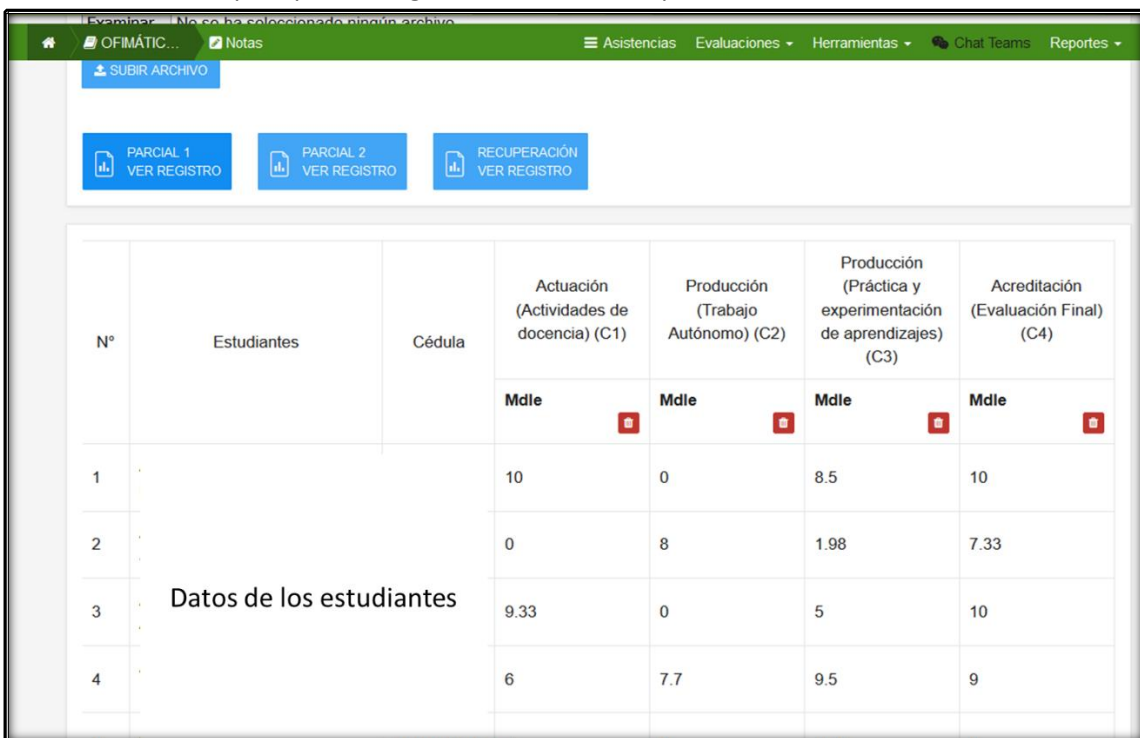 Examinar... No se ha seleccionado ningún archivo.
OFIMÁTIC... Notas Asistencias Evaluaciones Herramientas Chat Teams Reportes
SUBIR ARCHIVO
PARCIAL 1
VER REGISTRO
PARCIAL 2
VER REGISTRO
RECUPERACIÓN
VER REGISTRO
N° Estudiantes Cédula
Actuación
(Actividades de
docencia) (C1)
Producción
(Trabajo
Autónomo) (C2)
Producción
(Práctica y
experimentación
de aprendizajes)
(C3)
Acreditación
(Evaluación Final)
(C4)
Mdle Mdle Mdle Mdle
1 10 0 8.5 10
2 0 8 1.98 7.33
Datos de los estudiantes
3 9.33 0 5 10
4 6 7.7 9.5 9